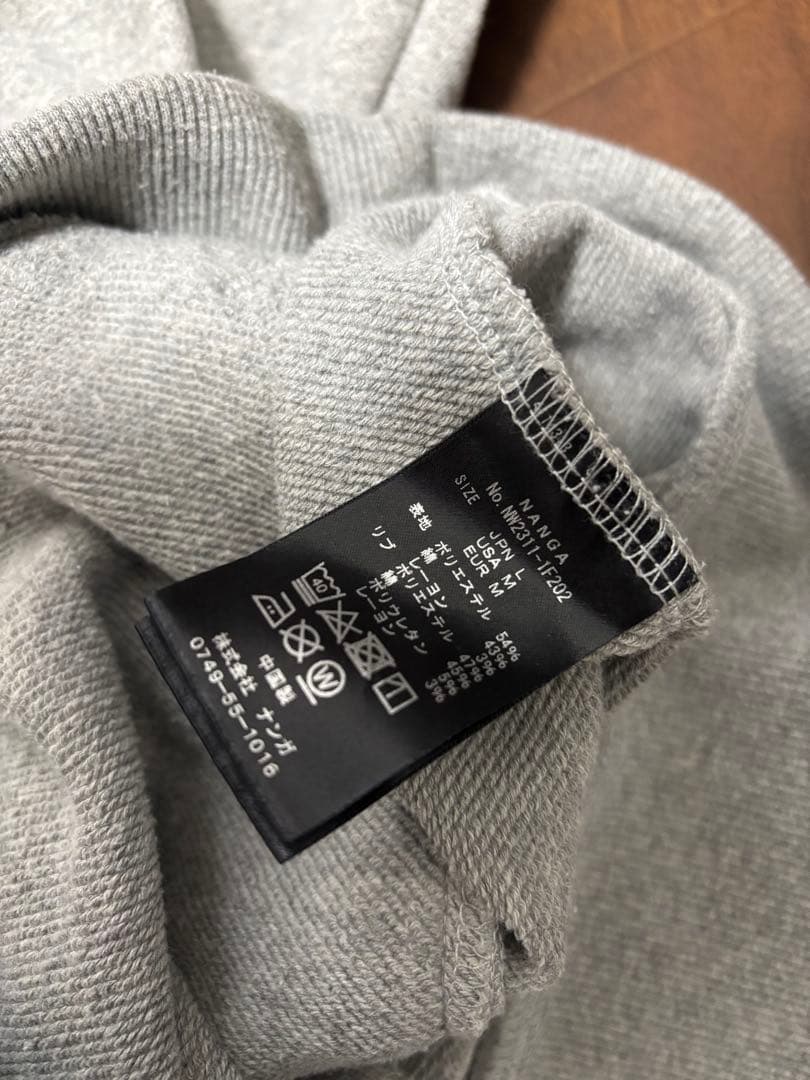 NANGA
No. NW2311-1F202
SIZE JPN L
USA M
EUR M
表地 ポリエステル 54%
綿 43%
レーヨン 3%
リブ ポリエステル 47%
綿 45%
ポリウレタン 5%
レーヨン 3%
40
W
中国製
株式会社 ナンガ
0749-55-1016